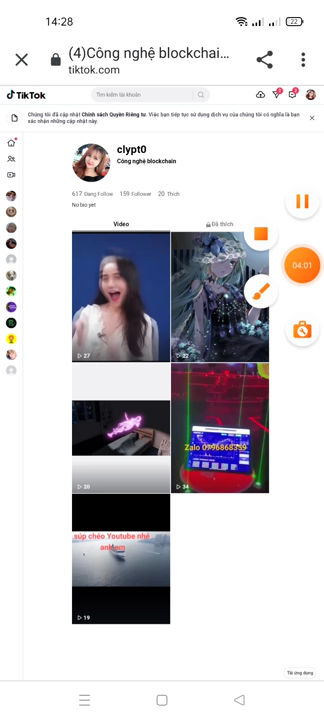 14:28
22
(4)Công nghệ blockchai...
tiktok.com
TikTok
Tìm kiếm tài khoản
Chúng tôi đã cập nhật Chính sách Quyền Riêng tư. Việc bạn tiếp tục sử dụng dịch vụ của chúng tôi có nghĩa là bạn
xác nhận những cập nhật này.
clypt0
Công nghệ blockchain
617 Đang Follow 159 Follower 20 Thích
No bio yet
Video
Đã thích
04:01
27
22
Zalo 0796868359
20
34
súp chéo Youtube nhé
anh em
19
Tải ứng dụng